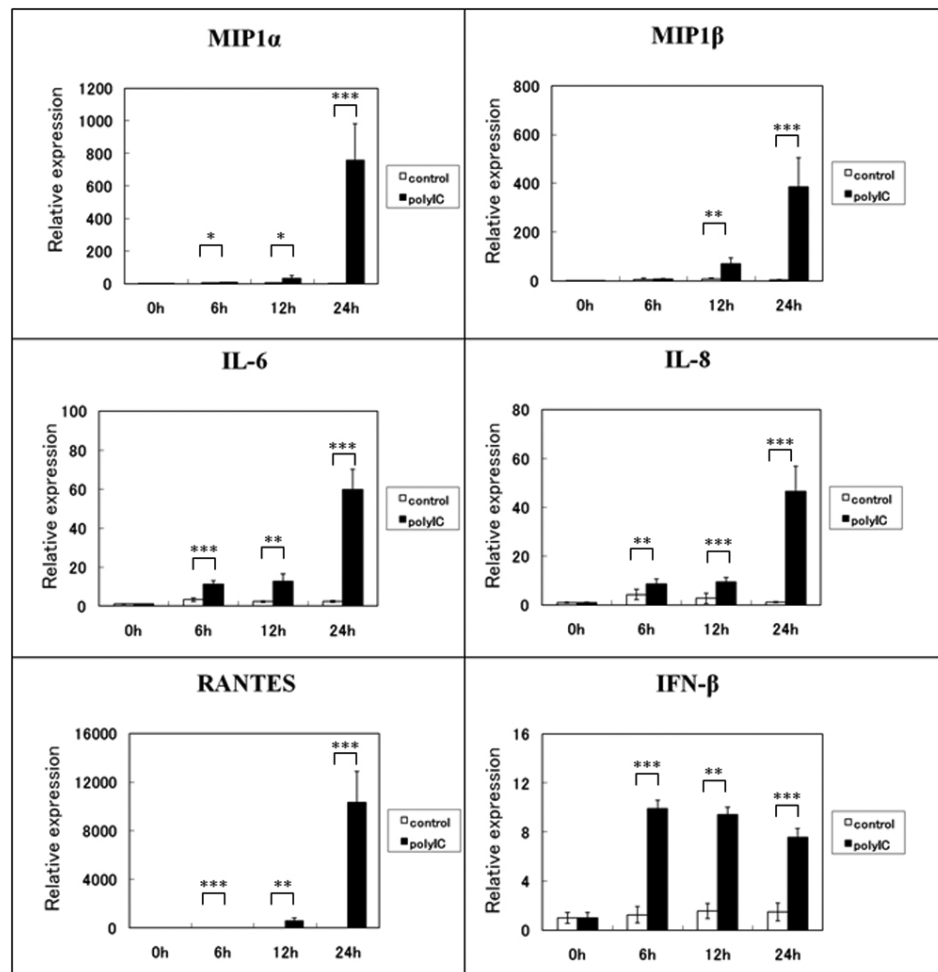 MIP1α
Relative expression
1200
1000
800
600
400
200
0
*
*
***
0h 6h 12h 24h
control
polyIC
MIP1β
Relative expression
800
600
400
200
0
**
***
0h 6h 12h 24h
control
polyIC
IL-6
Relative expression
100
80
60
40
20
0
***
**
***
0h 6h 12h 24h
control
polyIC
IL-8
Relative expression
80
60
40
20
0
**
***
***
0h 6h 12h 24h
control
polyIC
RANTES
Relative expression
16000
12000
8000
4000
0
***
**
***
0h 6h 12h 24h
control
polyIC
IFN-β
Relative expression
16
12
8
4
0
***
**
***
0h 6h 12h 24h
control
polyIC